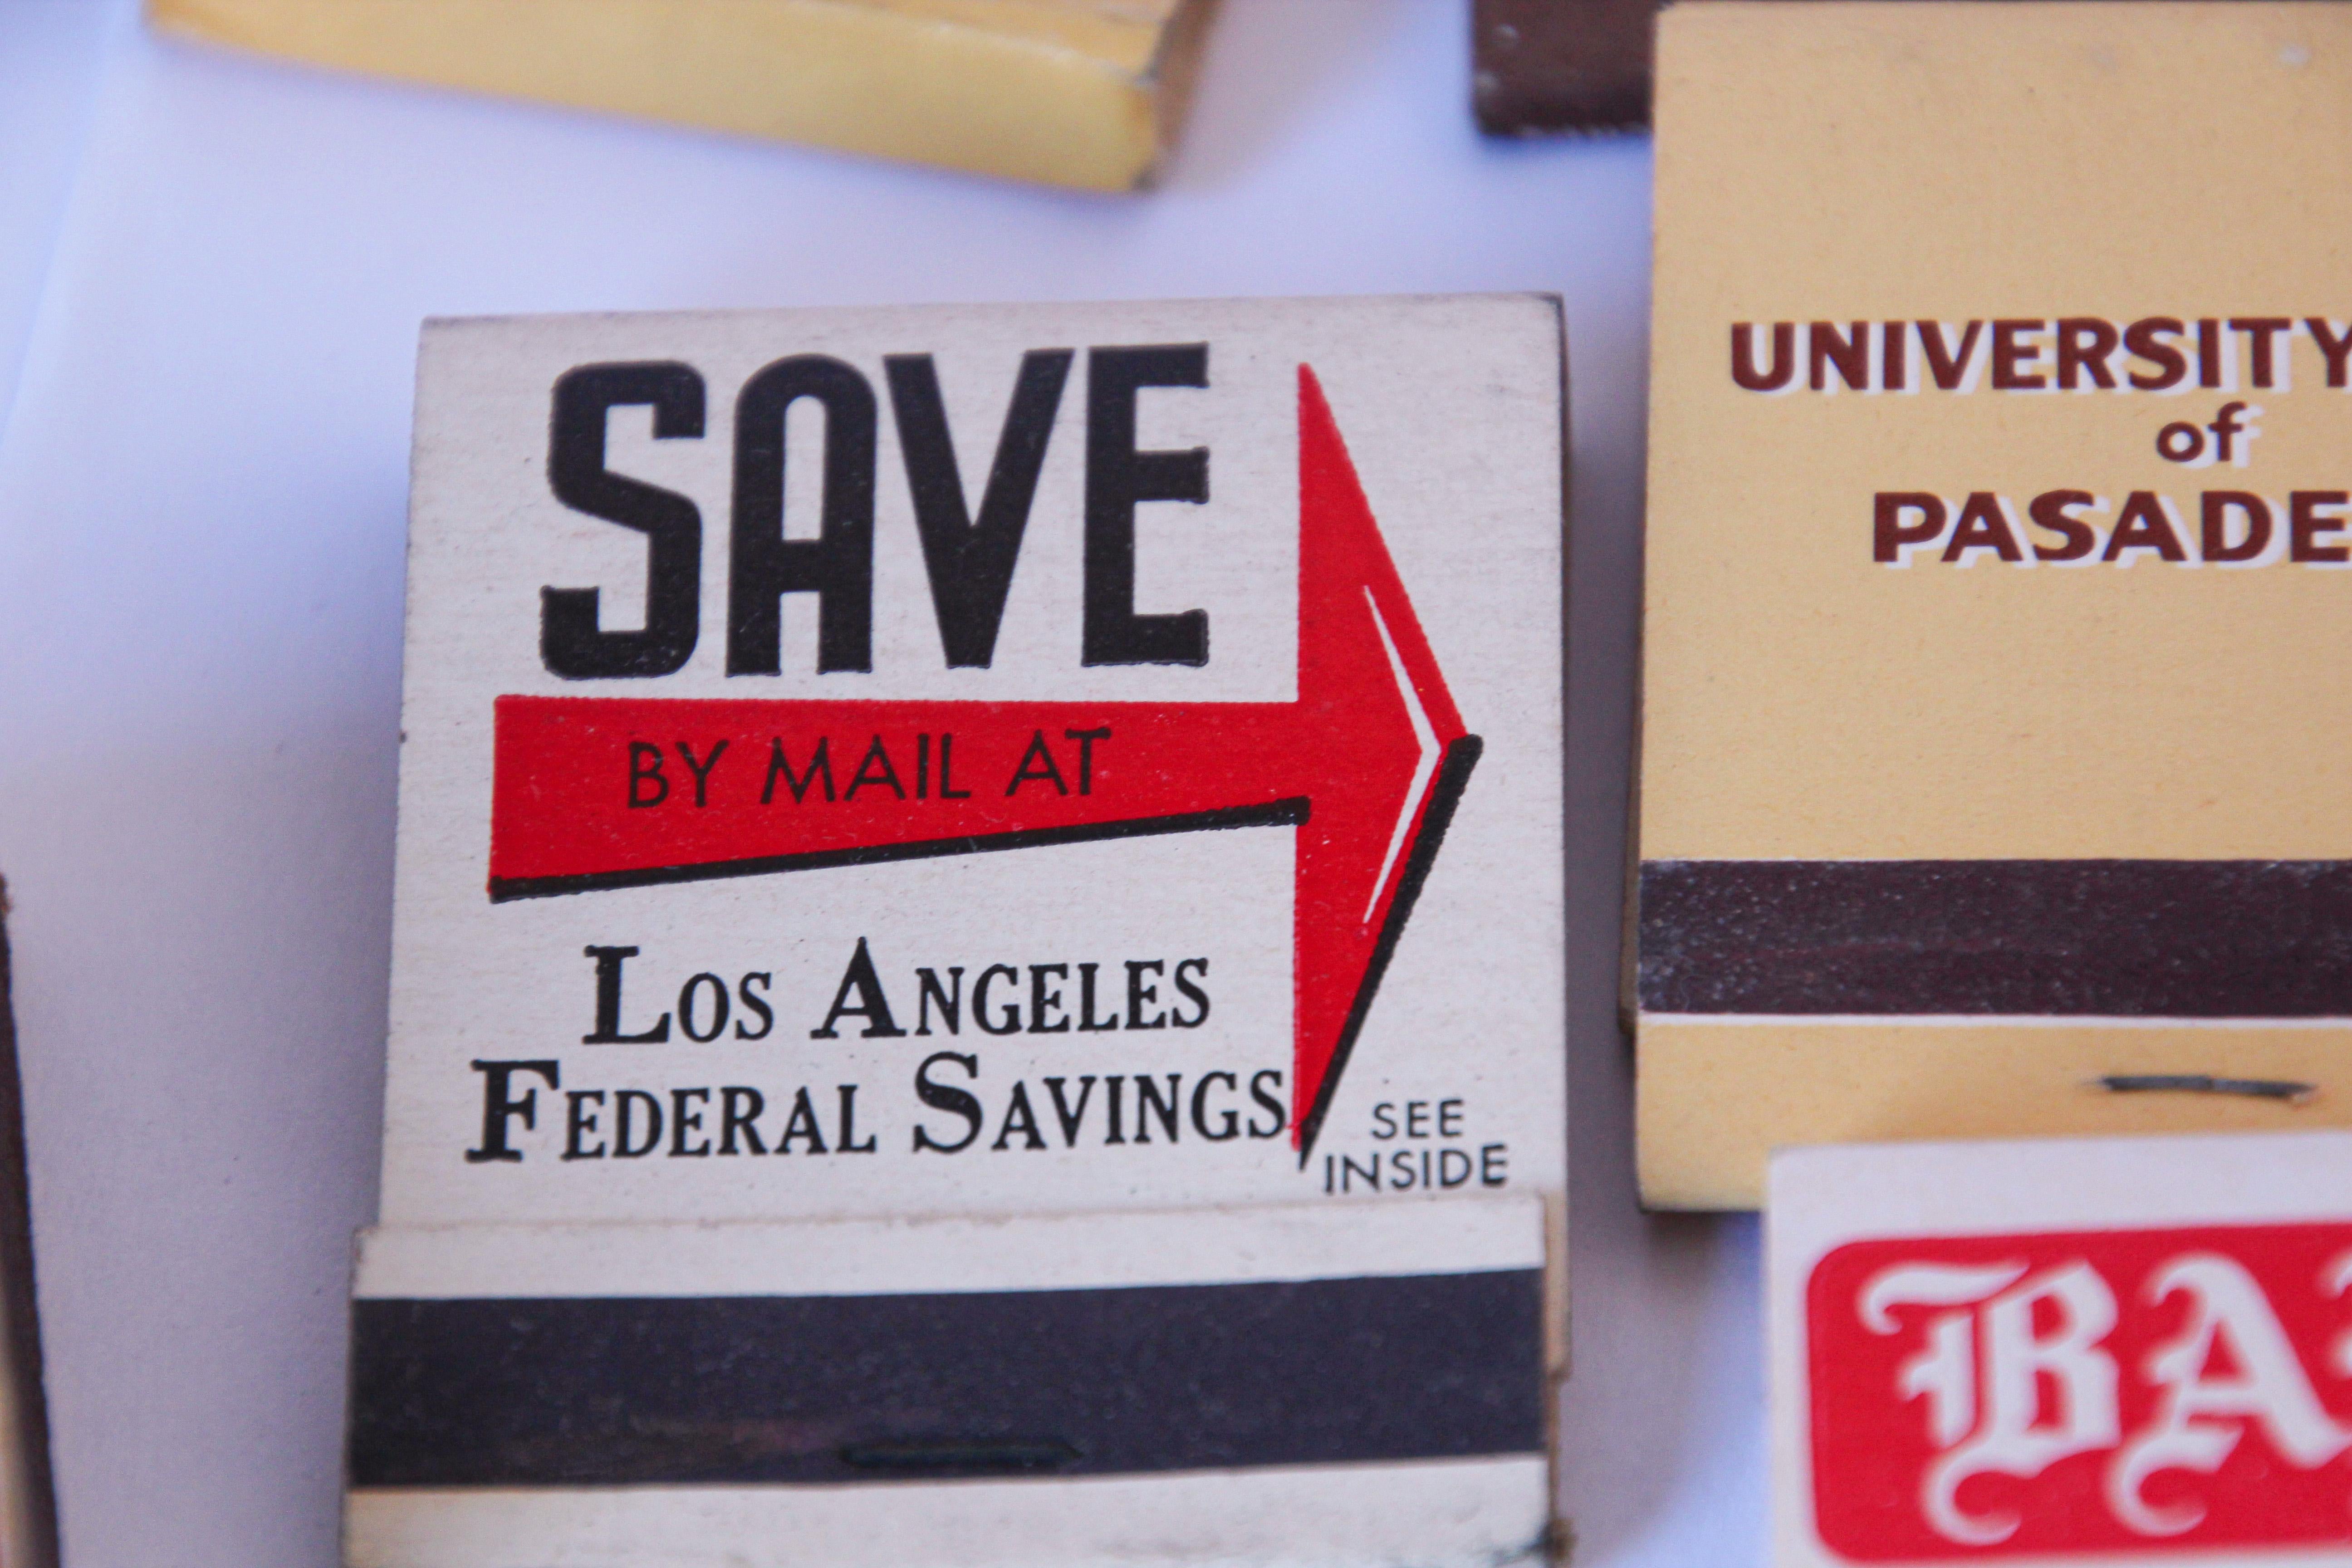 SAVE
BY MAIL AT
LOS ANGELES
FEDERAL SAVINGS
SEE
INSIDE
UNIVERSITY
of
PASADE
BA